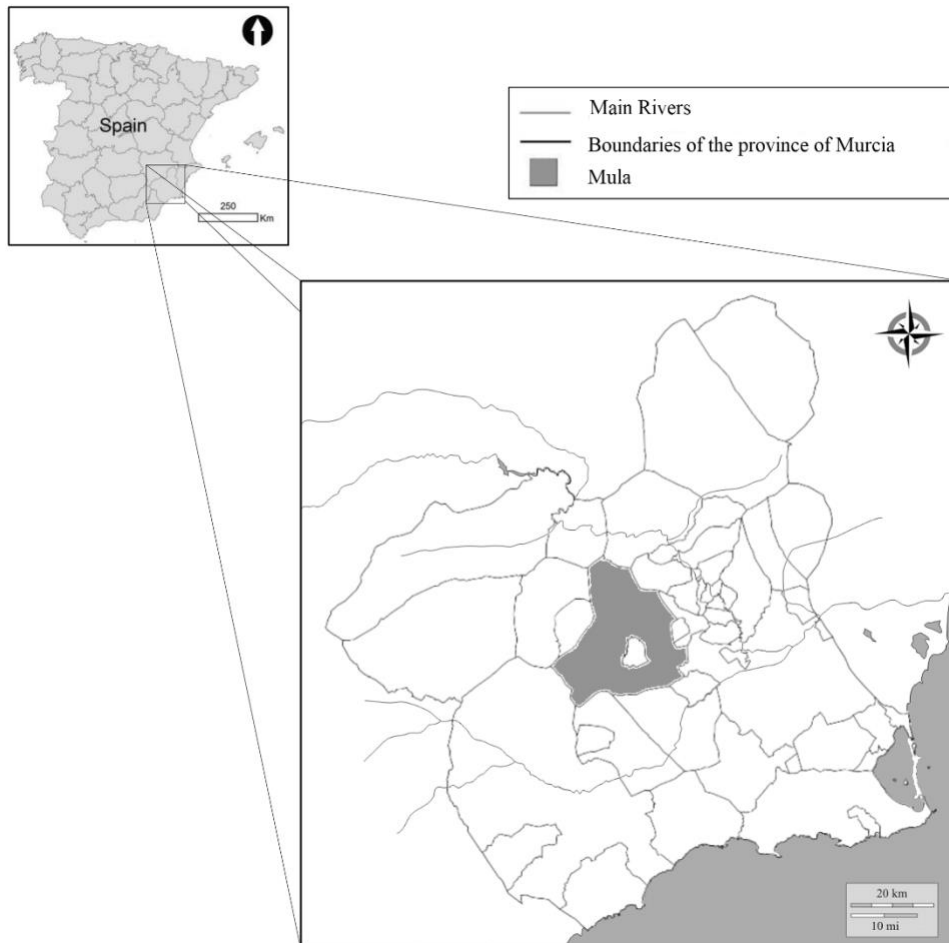 Spain
250
Km
Main Rivers
Boundaries of the province of Murcia
Mula
20 km
10 mi